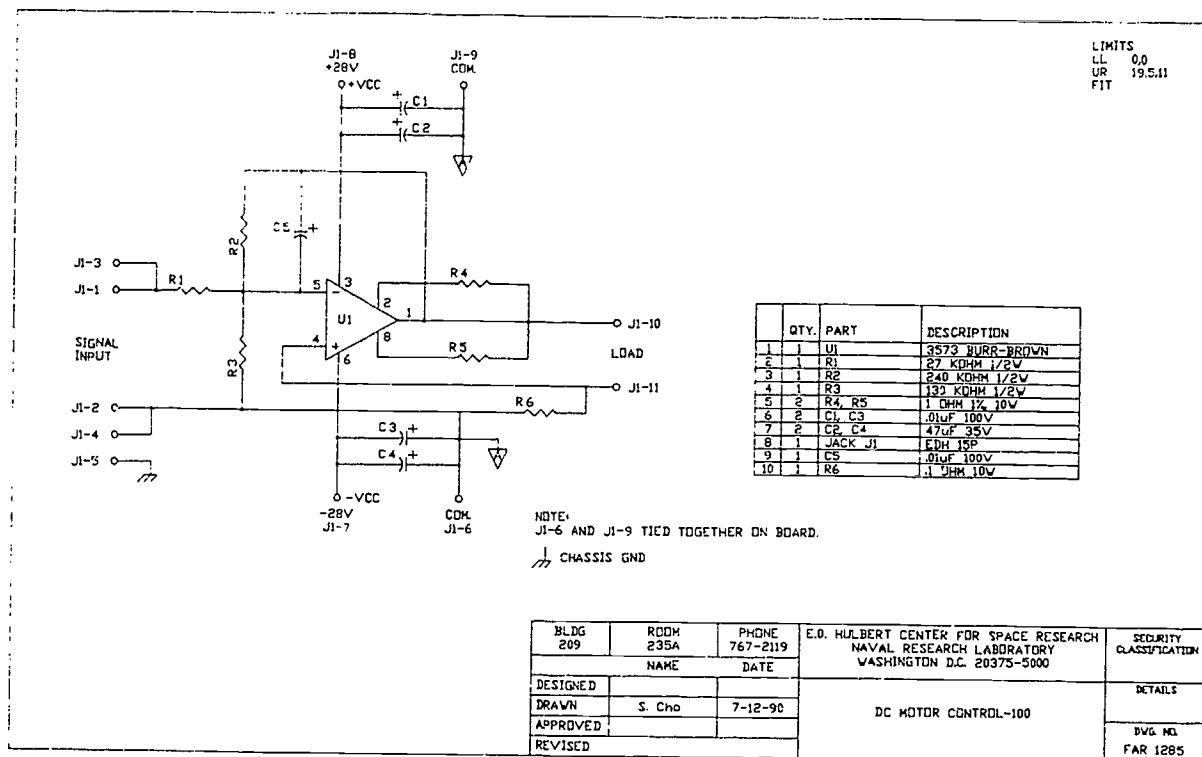 LIMITS
LL 0,0
UR 19.5,11
FIT
J1-8
+28V
+VCC
J1-9
COM.
+
C1
+
C2
A
C5 +
R2
J1-3
J1-1
R1
5 - 3
2
U1
1
8
4 +
6
R4
R5
J1-10
LOAD
J1-11
SIGNAL
INPUT
R3
J1-2
J1-4
J1-5
R6
C3 +
C4 +
A
-VCC
-28V
J1-7
COM.
J1-6
QTY. PART DESCRIPTION
1 1 U1 3573 BURR-BROWN
2 1 R1 27 KOHM 1/2W
3 1 R2 240 KOHM 1/2W
4 1 R3 130 KOHM 1/2W
5 2 R4, R5 1 OHM 1% 10W
6 2 C1, C3 .01uF 100V
7 2 C2, C4 47uF 35V
8 1 JACK J1 EDH 15P
9 1 C5 .01uF 100V
10 1 R6 .1 OHM 10W
NOTE:
J1-6 AND J1-9 TIED TOGETHER ON BOARD.
CHASSIS GND
BLDG 209
ROOM 235A
PHONE 767-2119
NAME DATE
DESIGNED
DRAWN S. Cho 7-12-90
APPROVED
REVISED
E.O. HULBERT CENTER FOR SPACE RESEARCH
NAVAL RESEARCH LABORATORY
WASHINGTON D.C. 20375-5000
DC MOTOR CONTROL-100
SECURITY
CLASSIFICATION
DETAILS
DWG. NO.
FAR 1285